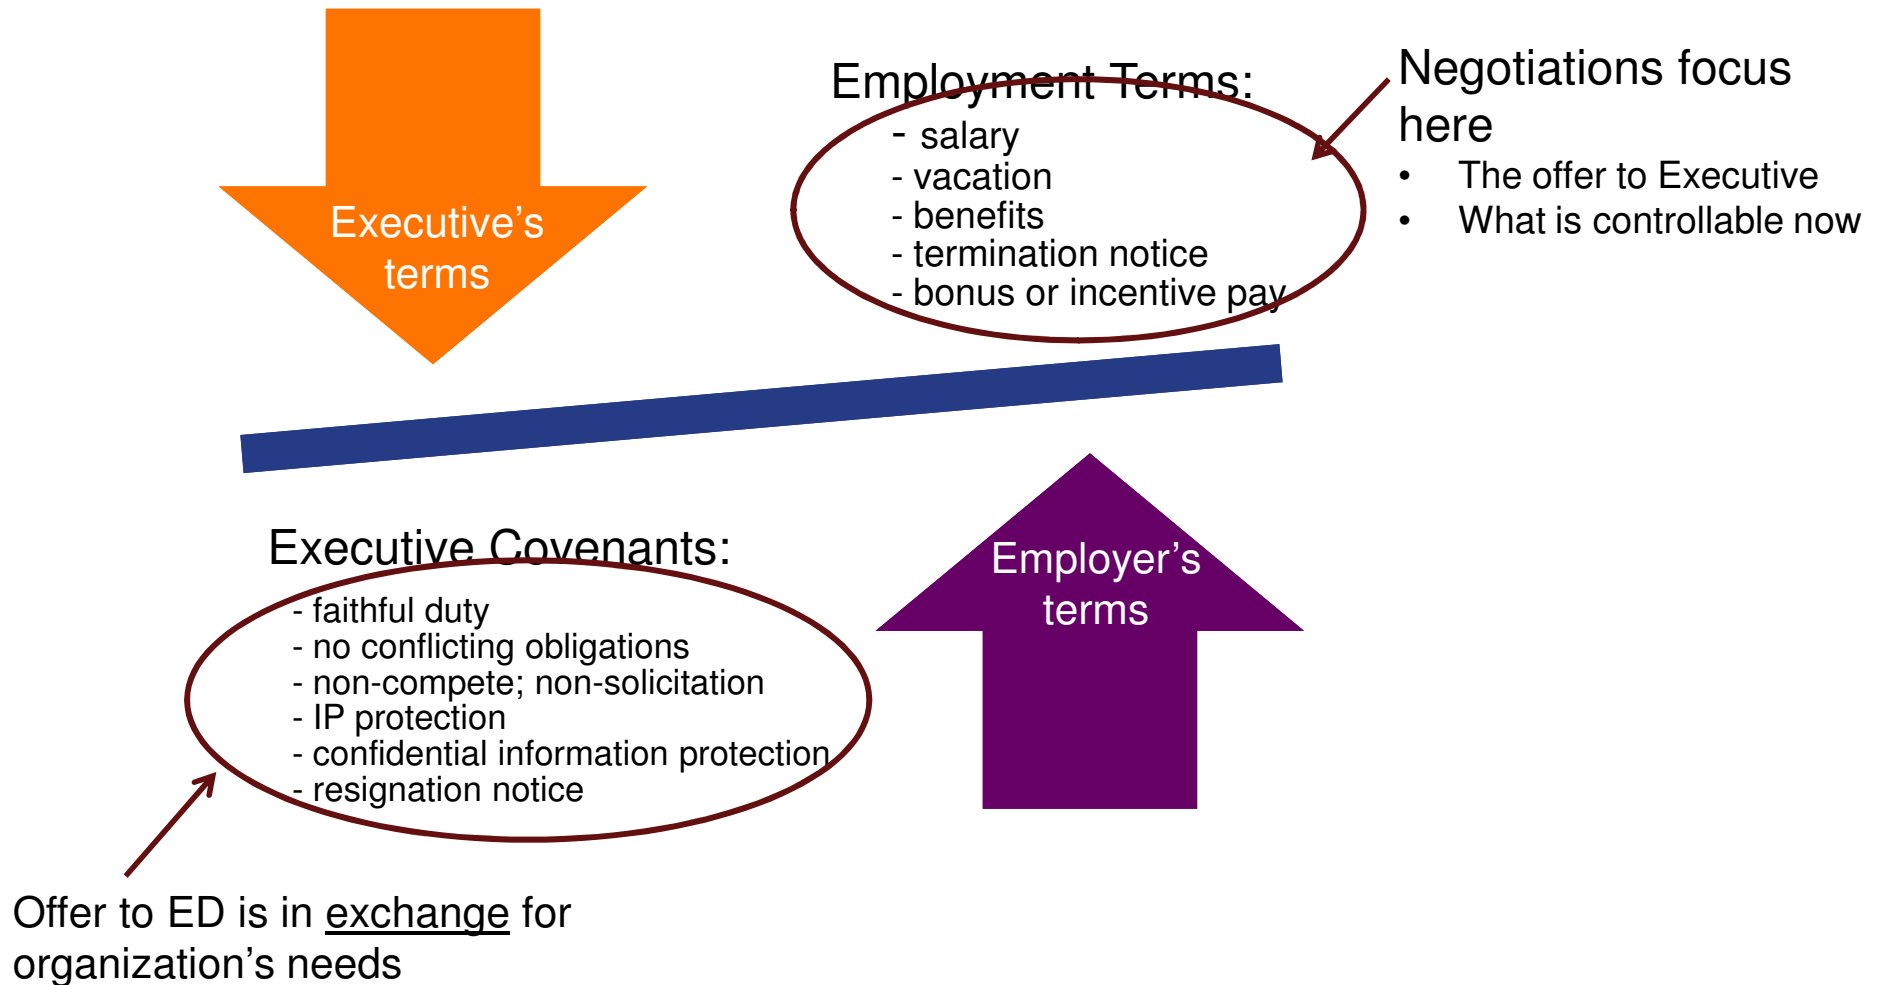 Executive’s
terms
Employment Terms:
- salary
- vacation
- benefits
- termination notice
- bonus or incentive pay
Negotiations focus
here
• The offer to Executive
• What is controllable now
Executive Covenants:
- faithful duty
- no conflicting obligations
- non-compete; non-solicitation
- IP protection
- confidential information protection
- resignation notice
Employer’s
terms
Offer to ED is in exchange for
organization’s needs